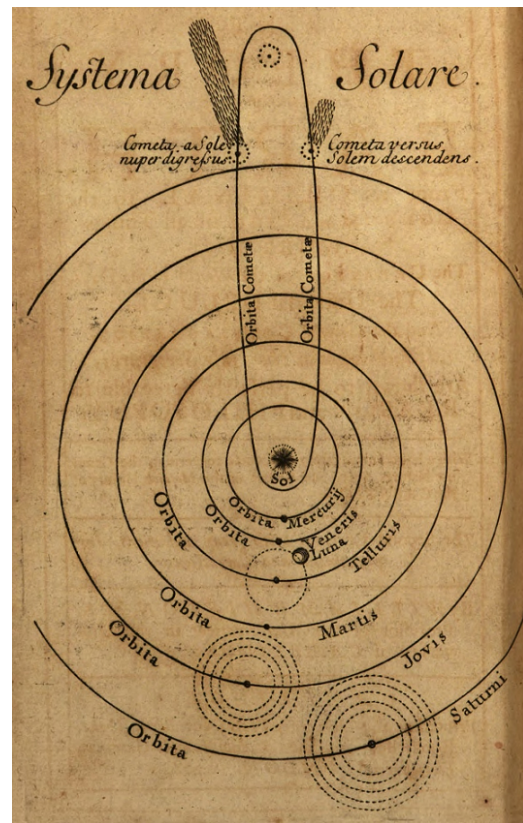 Systema Solare.
Cometa a Sole
nuper digressus.
Cometa versus
Solem descendens.
Orbita Cometæ
Orbita Cometæ
Sol
Orbita Mercurij
Orbita Veneris
Luna
Orbita Telluris
Orbita Martis
Orbita Jovis
Orbita Saturni